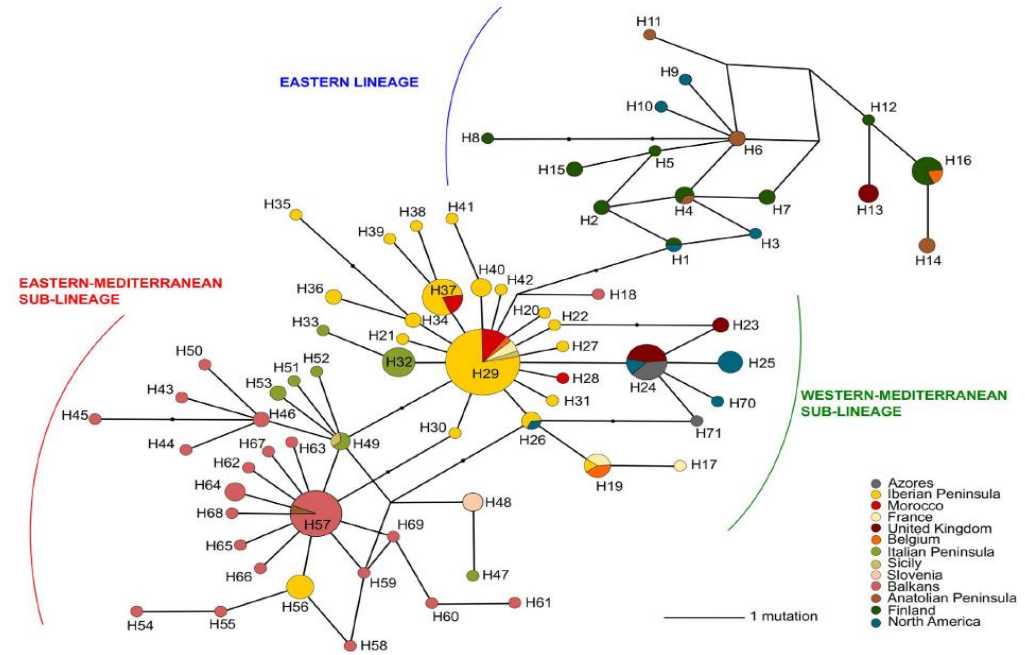 H11
EASTERN LINEAGE
H9
H10
H12
H8
H6
H5
H16
H15
H35
H41
H38
H2
H4
H7
H13
H39
H3
H1
H14
EASTERN-MEDITERRANEAN
SUB-LINEAGE
H36
H37
H40
H42
H18
H34
H20
H22
H33
H21
H23
H27
H50
H32
H29
H24
H25
H51
H52
H28
H43
H53
H31
H70
WESTERN-MEDITERRANEAN
SUB-LINEAGE
H45
H46
H30
H26
H71
H44
H67
H63
H49
H62
H17
H64
H19
H68
H57
H48
H65
H69
H66
H59
H47
H56
H60
H61
H54
H55
H58
1 mutation
Azores
Iberian Peninsula
Morocco
France
United Kingdom
Belgium
Italian Peninsula
Sicily
Slovenia
Balkans
Anatolian Peninsula
Finland
North America